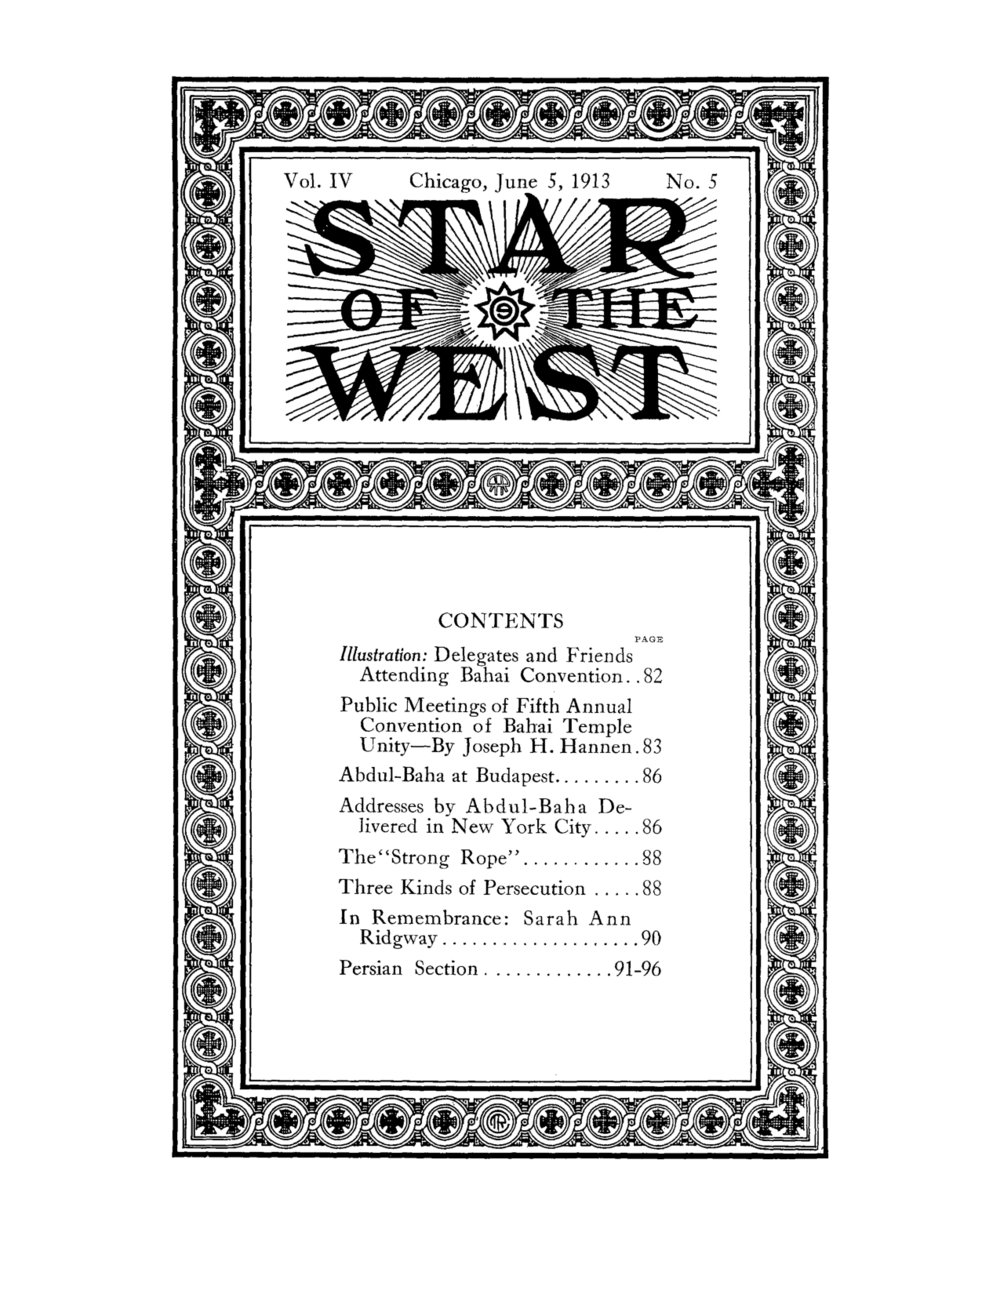 Vol. IV Chicago, June 5, 1913 No. 5
STAR
OF 9 THE
WEST
CONTENTS
PAGE
Illustration: Delegates and Friends
Attending Bahai Convention..82
Public Meetings of Fifth Annual
Convention of Bahai Temple
Unity—By Joseph H. Hannen.83
Abdul-Baha at Budapest.........86
Addresses by Abdul-Baha De-
livered in New York City.....86
The“Strong Rope”............88
Three Kinds of Persecution .....88
In Remembrance: Sarah Ann
Ridgway....................90
Persian Section.............91-96